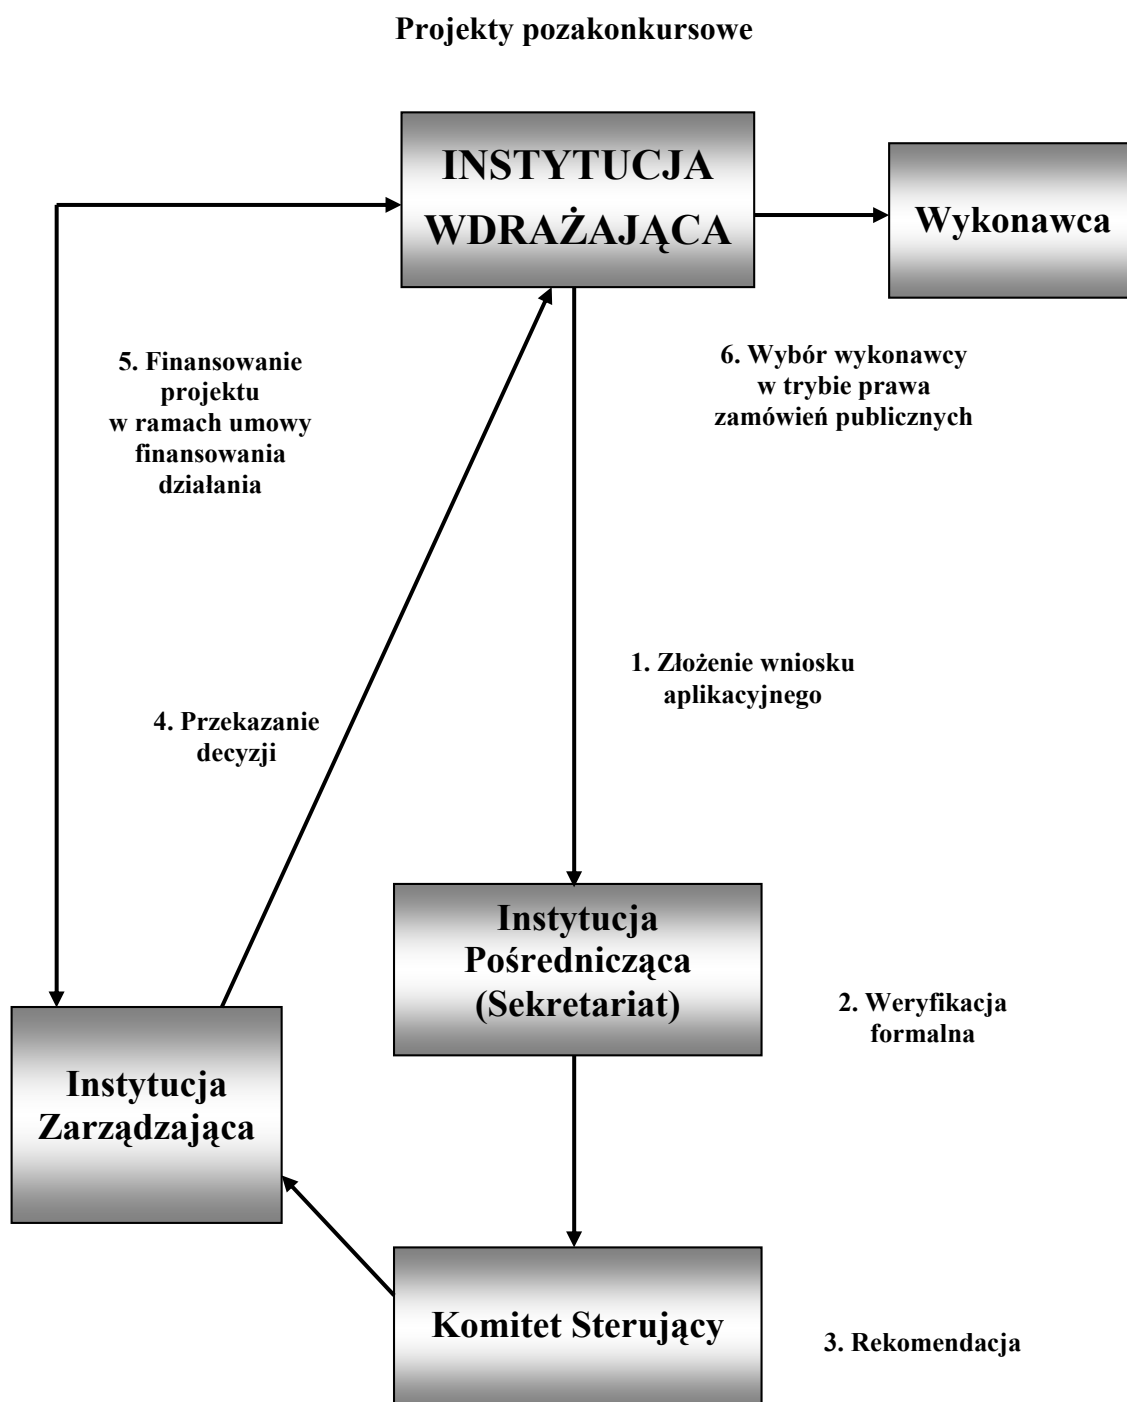 Projekty pozakonkursowe
INSTYTUCJA
WDRAŻAJĄCA
Wykonawca
5. Finansowanie
projektu
w ramach umowy
finansowania
działania
6. Wybór wykonawcy
w trybie prawa
zamówień publicznych
1. Złożenie wniosku
aplikacyjnego
4. Przekazanie
decyzji
Instytucja
Pośrednicząca
(Sekretariat)
2. Weryfikacja
formalna
Instytucja
Zarządzająca
Komitet Sterujący
3. Rekomendacja